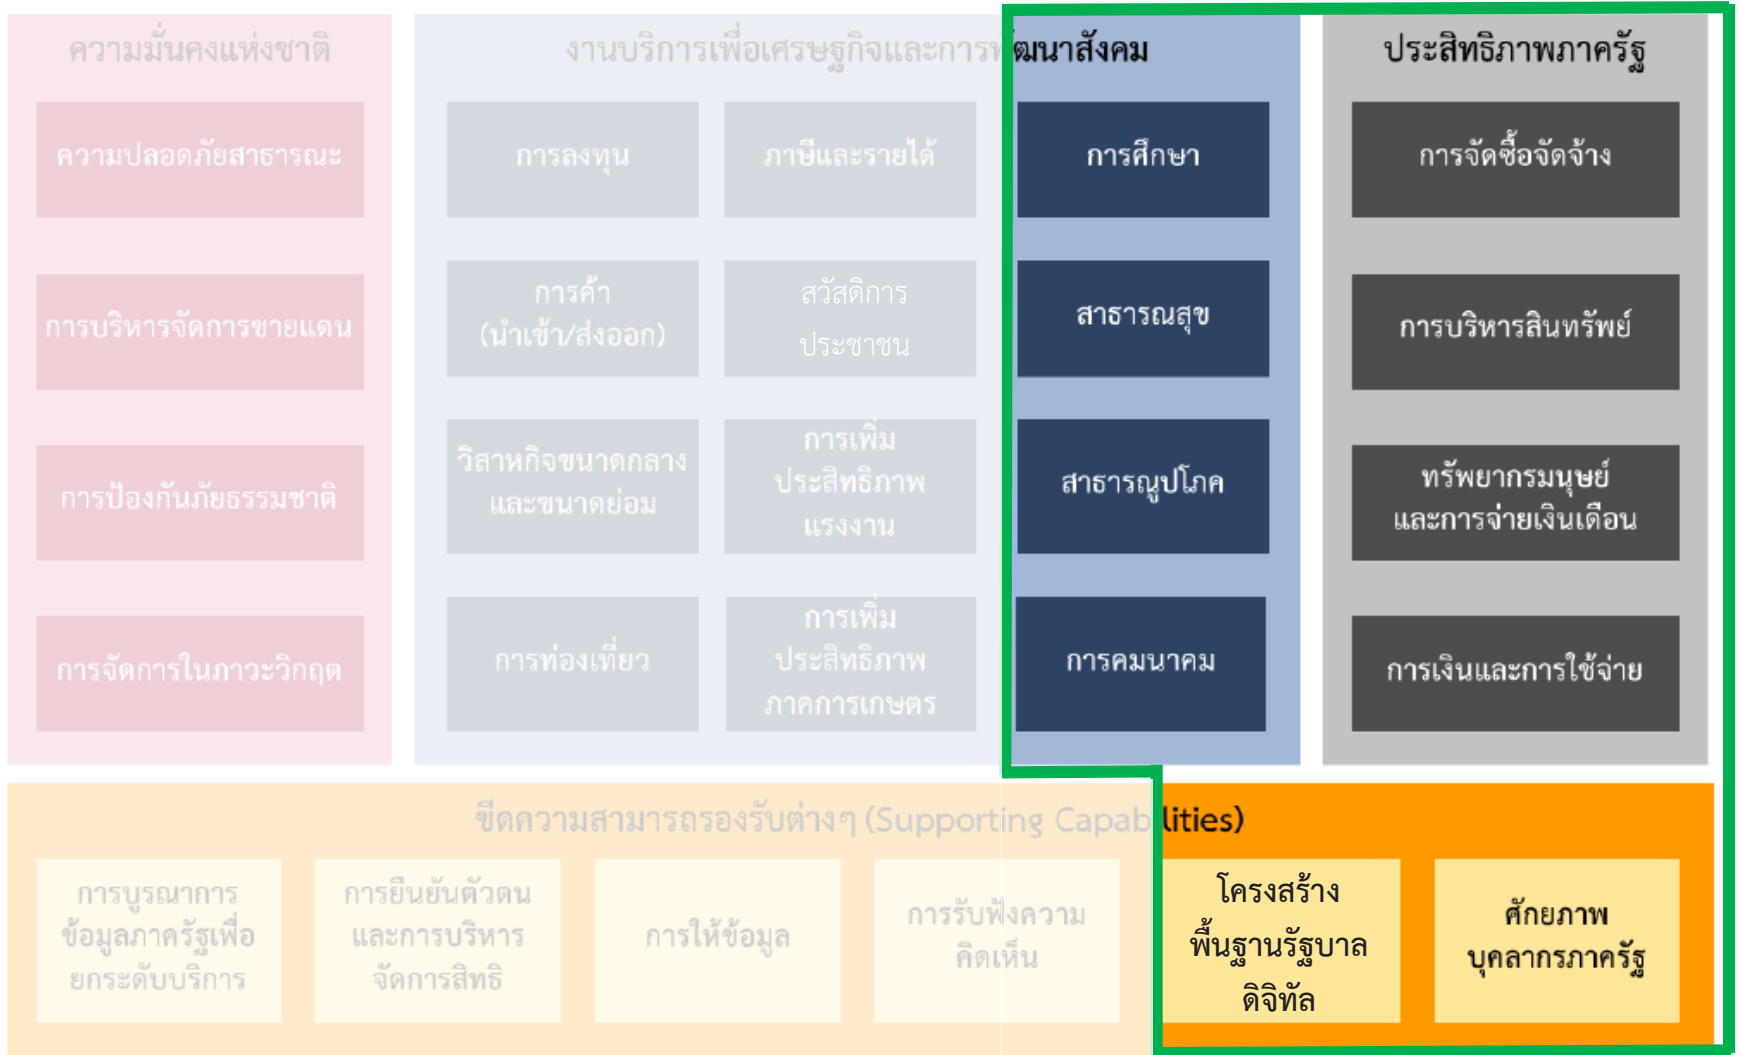 ความมั่นคงแห่งชาติ
ความปลอดภัยสาธารณะ
การบริหารจัดการชายแดน
การป้องกันภัยธรรมชาติ
การจัดการในภาวะวิกฤต
งานบริการเพื่อเศรษฐกิจและการพัฒนาสังคม
การลงทุน
ภาษีและรายได้
การศึกษา
การค้า
(นำเข้า/ส่งออก)
สวัสดิการ
ประชาชน
สาธารณสุข
วิสาหกิจขนาดกลาง
และขนาดย่อม
การเพิ่ม
ประสิทธิภาพ
แรงงาน
สาธารณูปโภค
การท่องเที่ยว
การเพิ่ม
ประสิทธิภาพ
ภาคการเกษตร
การคมนาคม
ประสิทธิภาพภาครัฐ
การจัดซื้อจัดจ้าง
การบริหารสินทรัพย์
ทรัพยากรมนุษย์
และการจ่ายเงินเดือน
การเงินและการใช้จ่าย
ขีดความสามารถรองรับต่างๆ (Supporting Capabilities)
การบูรณาการ
ข้อมูลภาครัฐเพื่อ
ยกระดับบริการ
การยืนยันตัวตน
และการบริหาร
จัดการสิทธิ
การให้ข้อมูล
การรับฟังความ
คิดเห็น
โครงสร้าง
พื้นฐานรัฐบาล
ดิจิทัล
ศักยภาพ
บุคลากรภาครัฐ